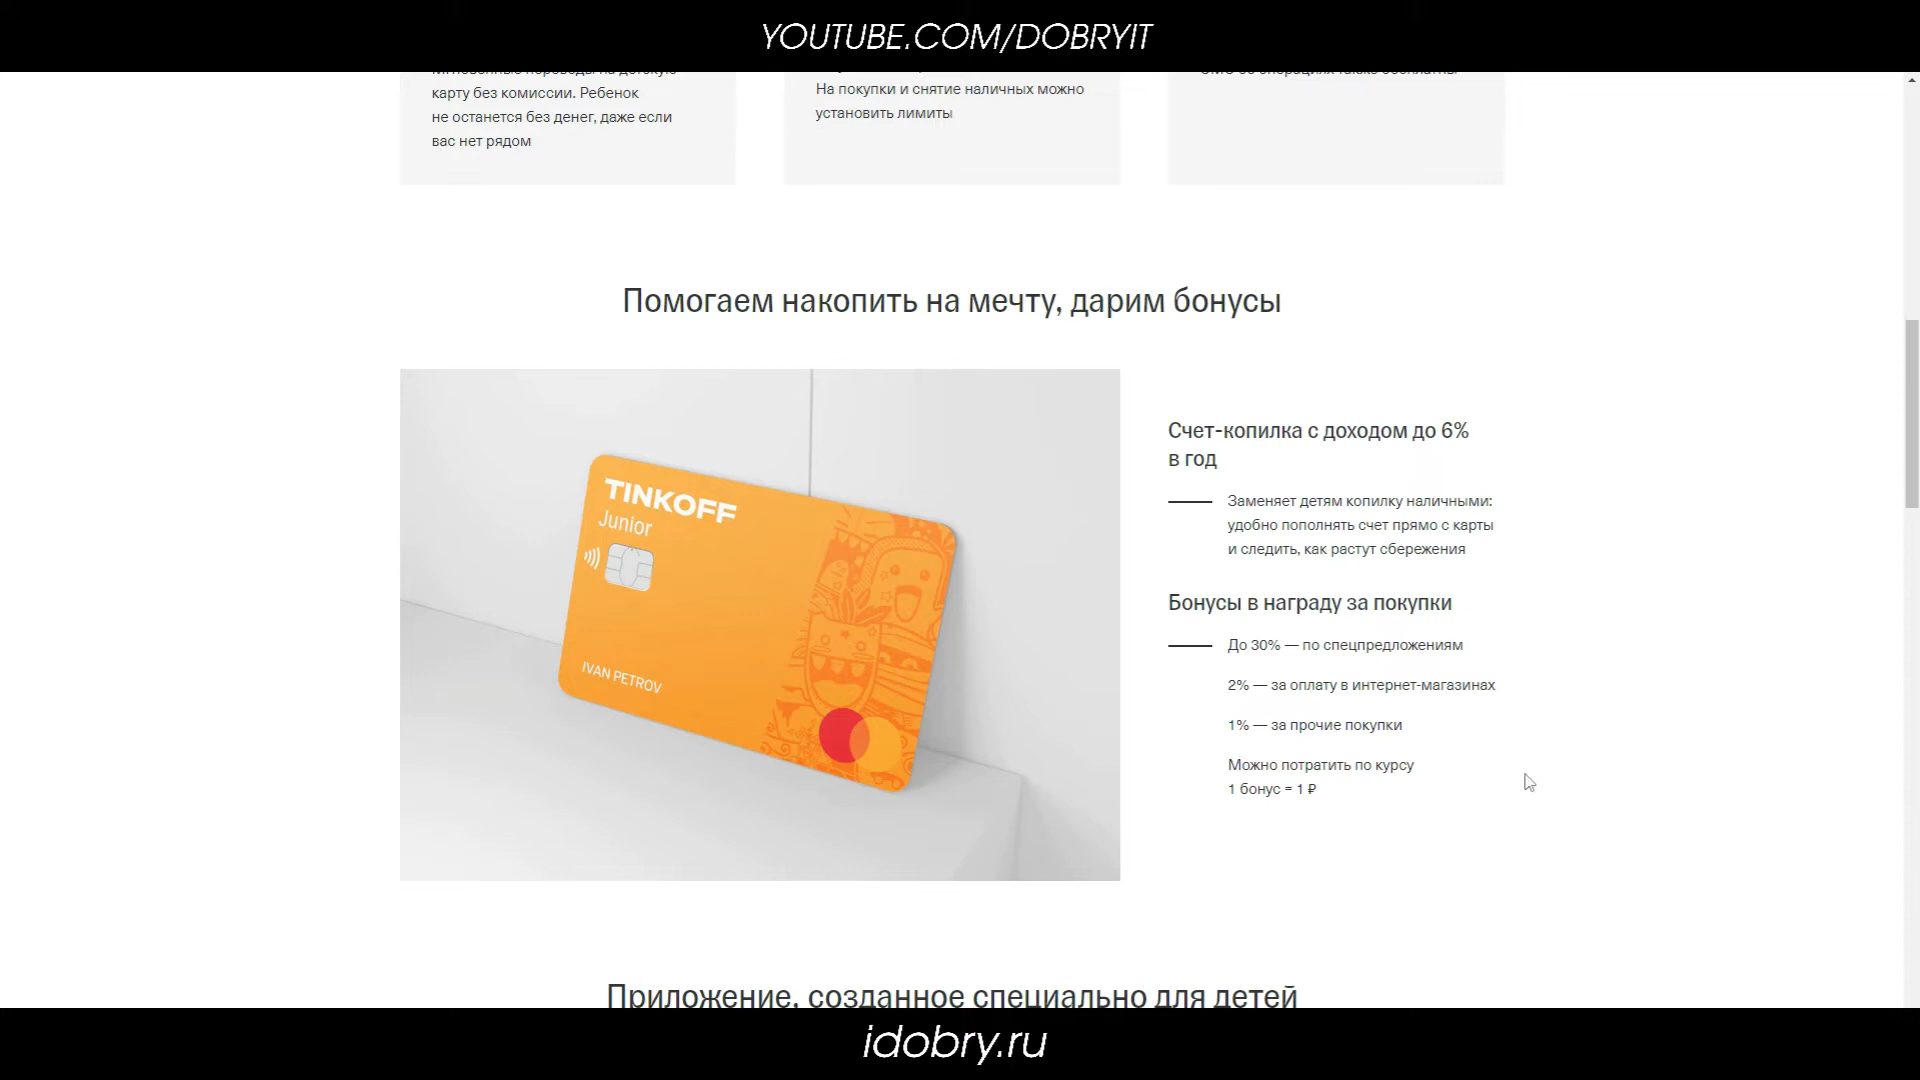 YOUTUBE.COM/DOBRYIT
Мгновенные переводы на детскую
карту без комиссии. Ребенок
не останется без денег, даже если
вас нет рядом
На покупки и снятие наличных можно
установить лимиты
Помогаем накопить на мечту, дарим бонусы
TINKOFF
Junior
IVAN PETROV
Счет-копилка с доходом до 6%
в год
Заменяет детям копилку наличными:
удобно пополнять счет прямо с карты
и следить, как растут сбережения
Бонусы в награду за покупки
До 30% — по спецпредложениям
2% — за оплату в интернет-магазинах
1% — за прочие покупки
Можно потратить по курсу
1 бонус = 1 ₽
Приложение, созданное специально для детей
idobry.ru